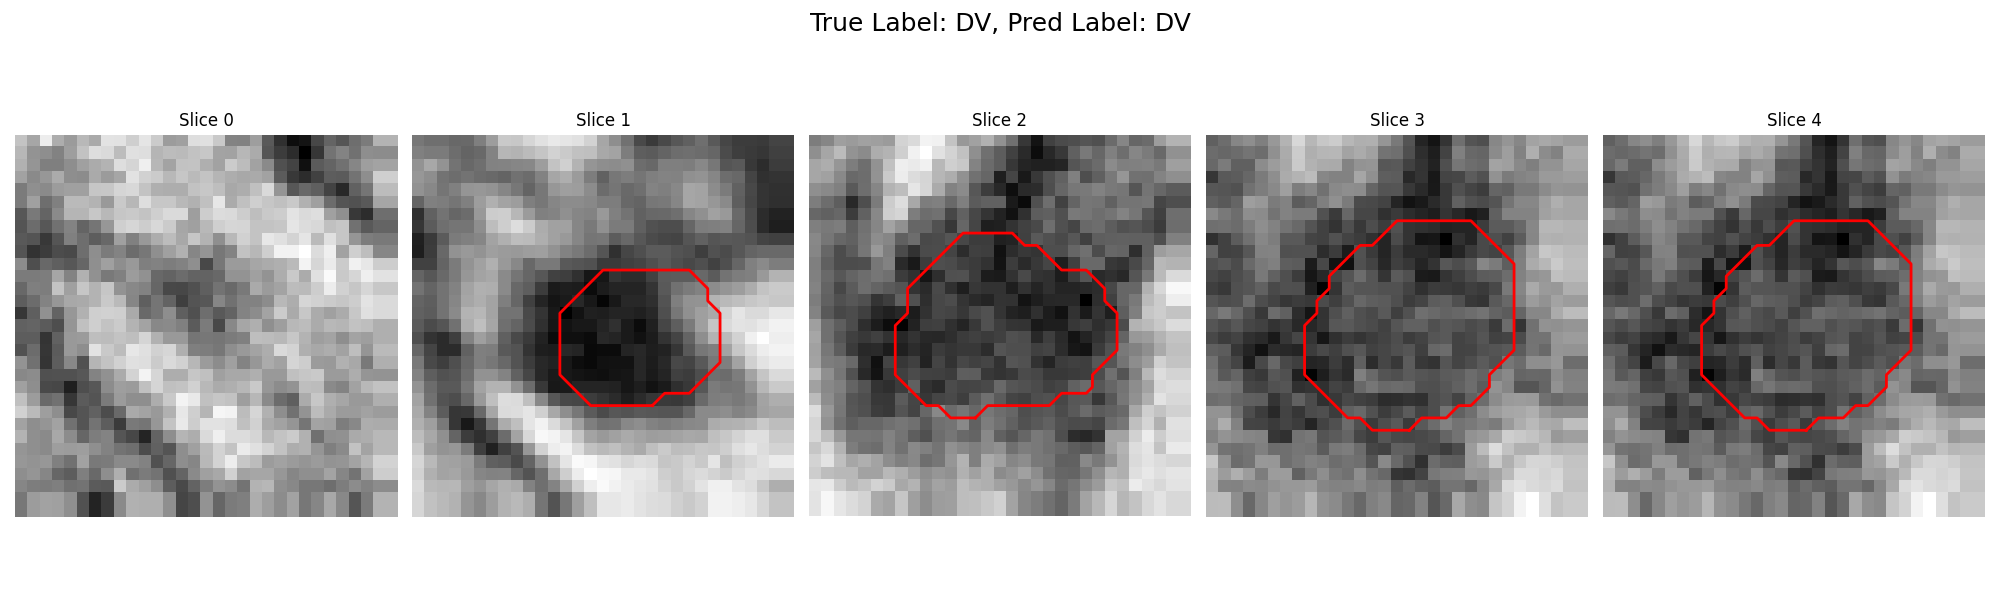 True Label: DV, Pred Label: DV
Slice 0
Slice 1
Slice 2
Slice 3
Slice 4